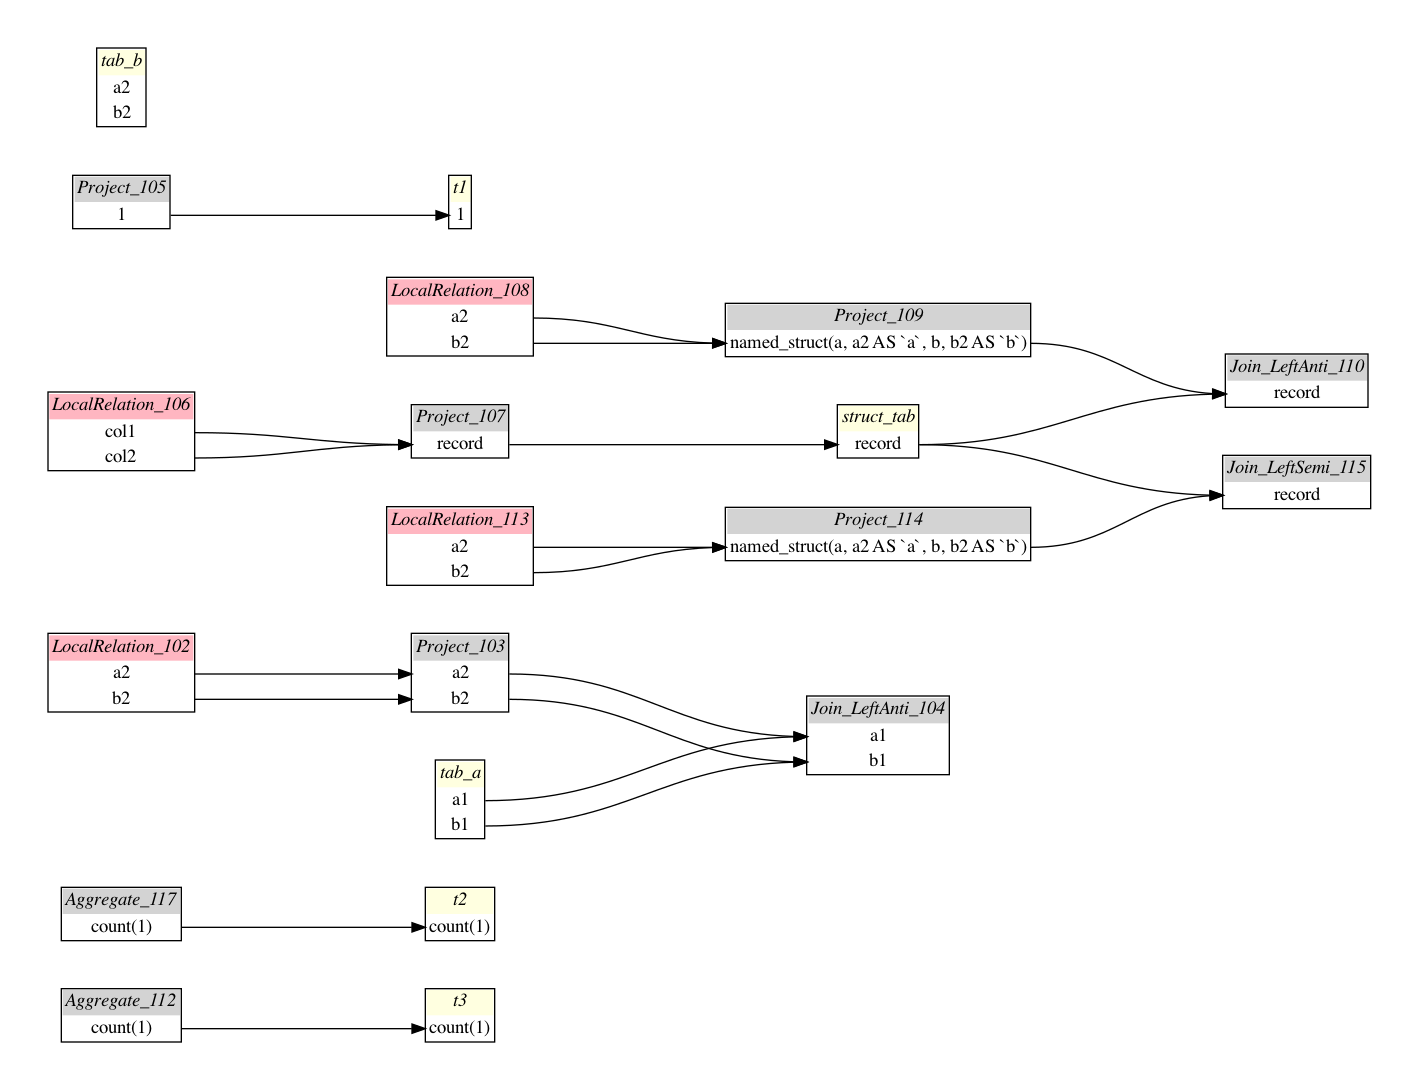 tab_b
a2
b2
Project_105
1
t1
1
LocalRelation_108
a2
b2
Project_109
named_struct(a, a2 AS `a`, b, b2 AS `b`)
Join_LeftAnti_110
record
LocalRelation_106
col1
col2
Project_107
record
struct_tab
record
Join_LeftSemi_115
record
LocalRelation_113
a2
b2
Project_114
named_struct(a, a2 AS `a`, b, b2 AS `b`)
LocalRelation_102
a2
b2
Project_103
a2
b2
Join_LeftAnti_104
a1
b1
tab_a
a1
b1
Aggregate_117
count(1)
t2
count(1)
Aggregate_112
count(1)
t3
count(1)